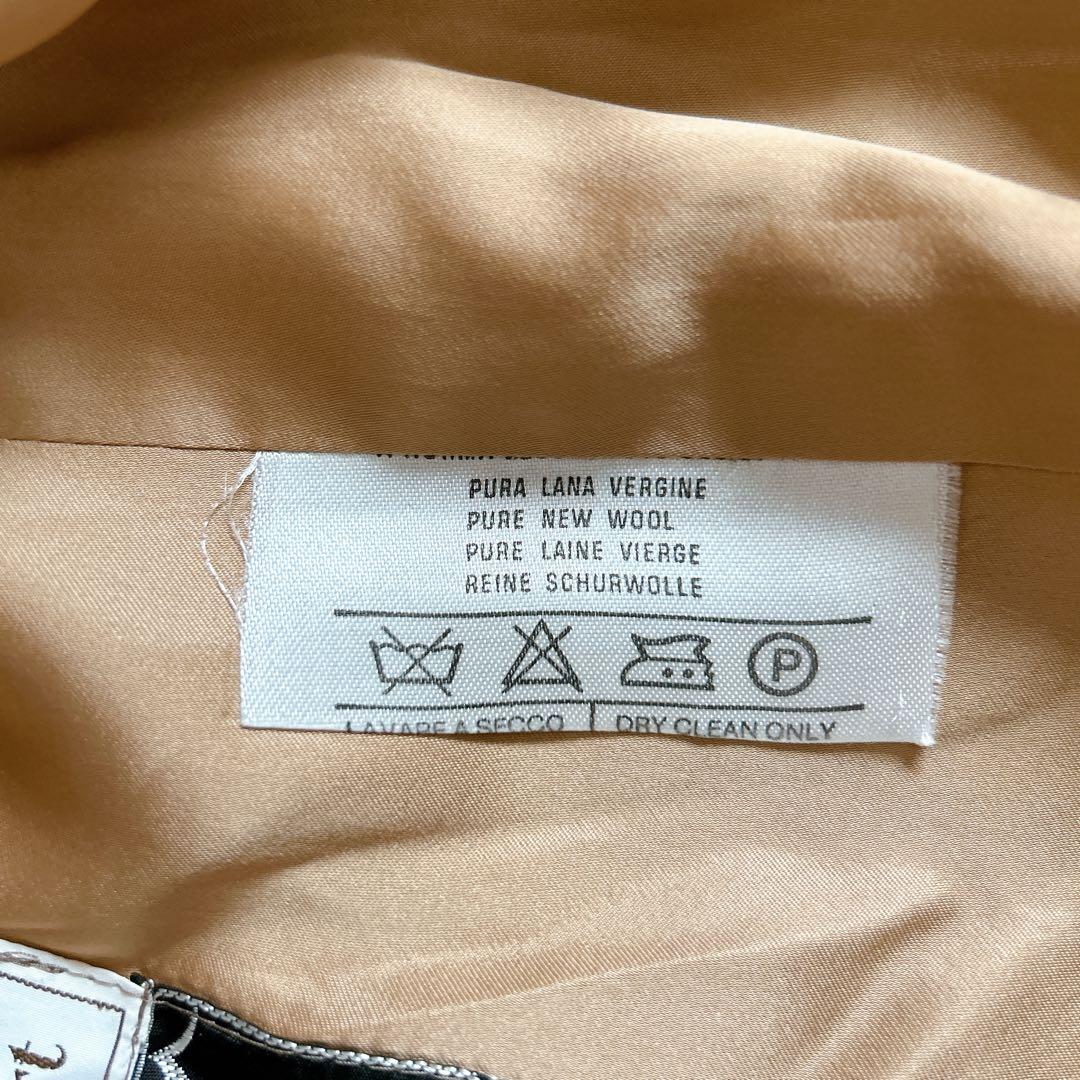 PURA LANA VERGINE
PURE NEW WOOL
PURE LAINE VIERGE
REINE SCHURWOLLE
P
LAVARE A SECCO | DRY CLEAN ONLY